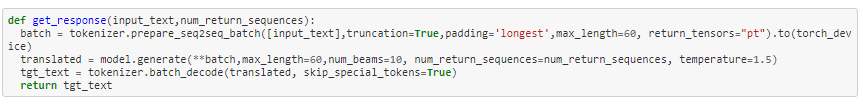 def get_response(input_text,num_return_sequences):
  batch = tokenizer.prepare_seq2seq_batch([input_text],truncation=True,padding='longest',max_length=60, return_tensors="pt").to(torch_dev
ice)
  translated = model.generate(**batch,max_length=60,num_beams=10, num_return_sequences=num_return_sequences, temperature=1.5)
  tgt_text = tokenizer.batch_decode(translated, skip_special_tokens=True)
  return tgt_text